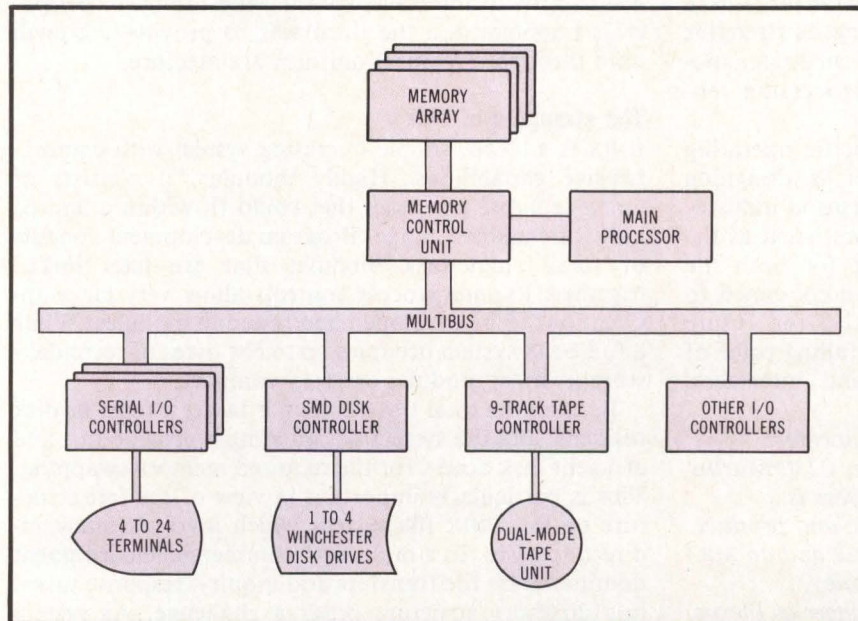 MEMORY
ARRAY
MEMORY
CONTROL
UNIT
MAIN
PROCESSOR
MULTIBUS
SERIAL I/O
CONTROLLERS
SMD DISK
CONTROLLER
9-TRACK TAPE
CONTROLLER
OTHER I/O
CONTROLLERS
4 TO 24
TERMINALS
1 TO 4
WINCHESTER
DISK DRIVES
DUAL-MODE
TAPE
UNIT